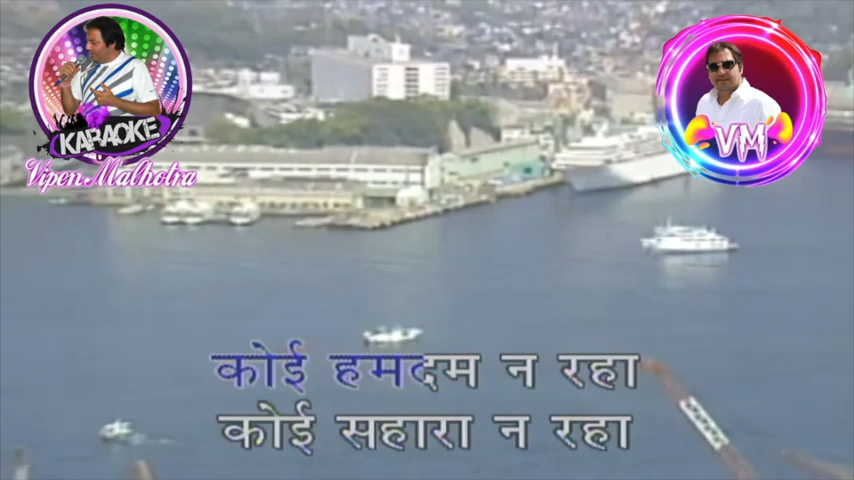 KARAOKE
Vipen Malhotra
VM
कोई हमदम न रहा
कोई सहारा न रहा